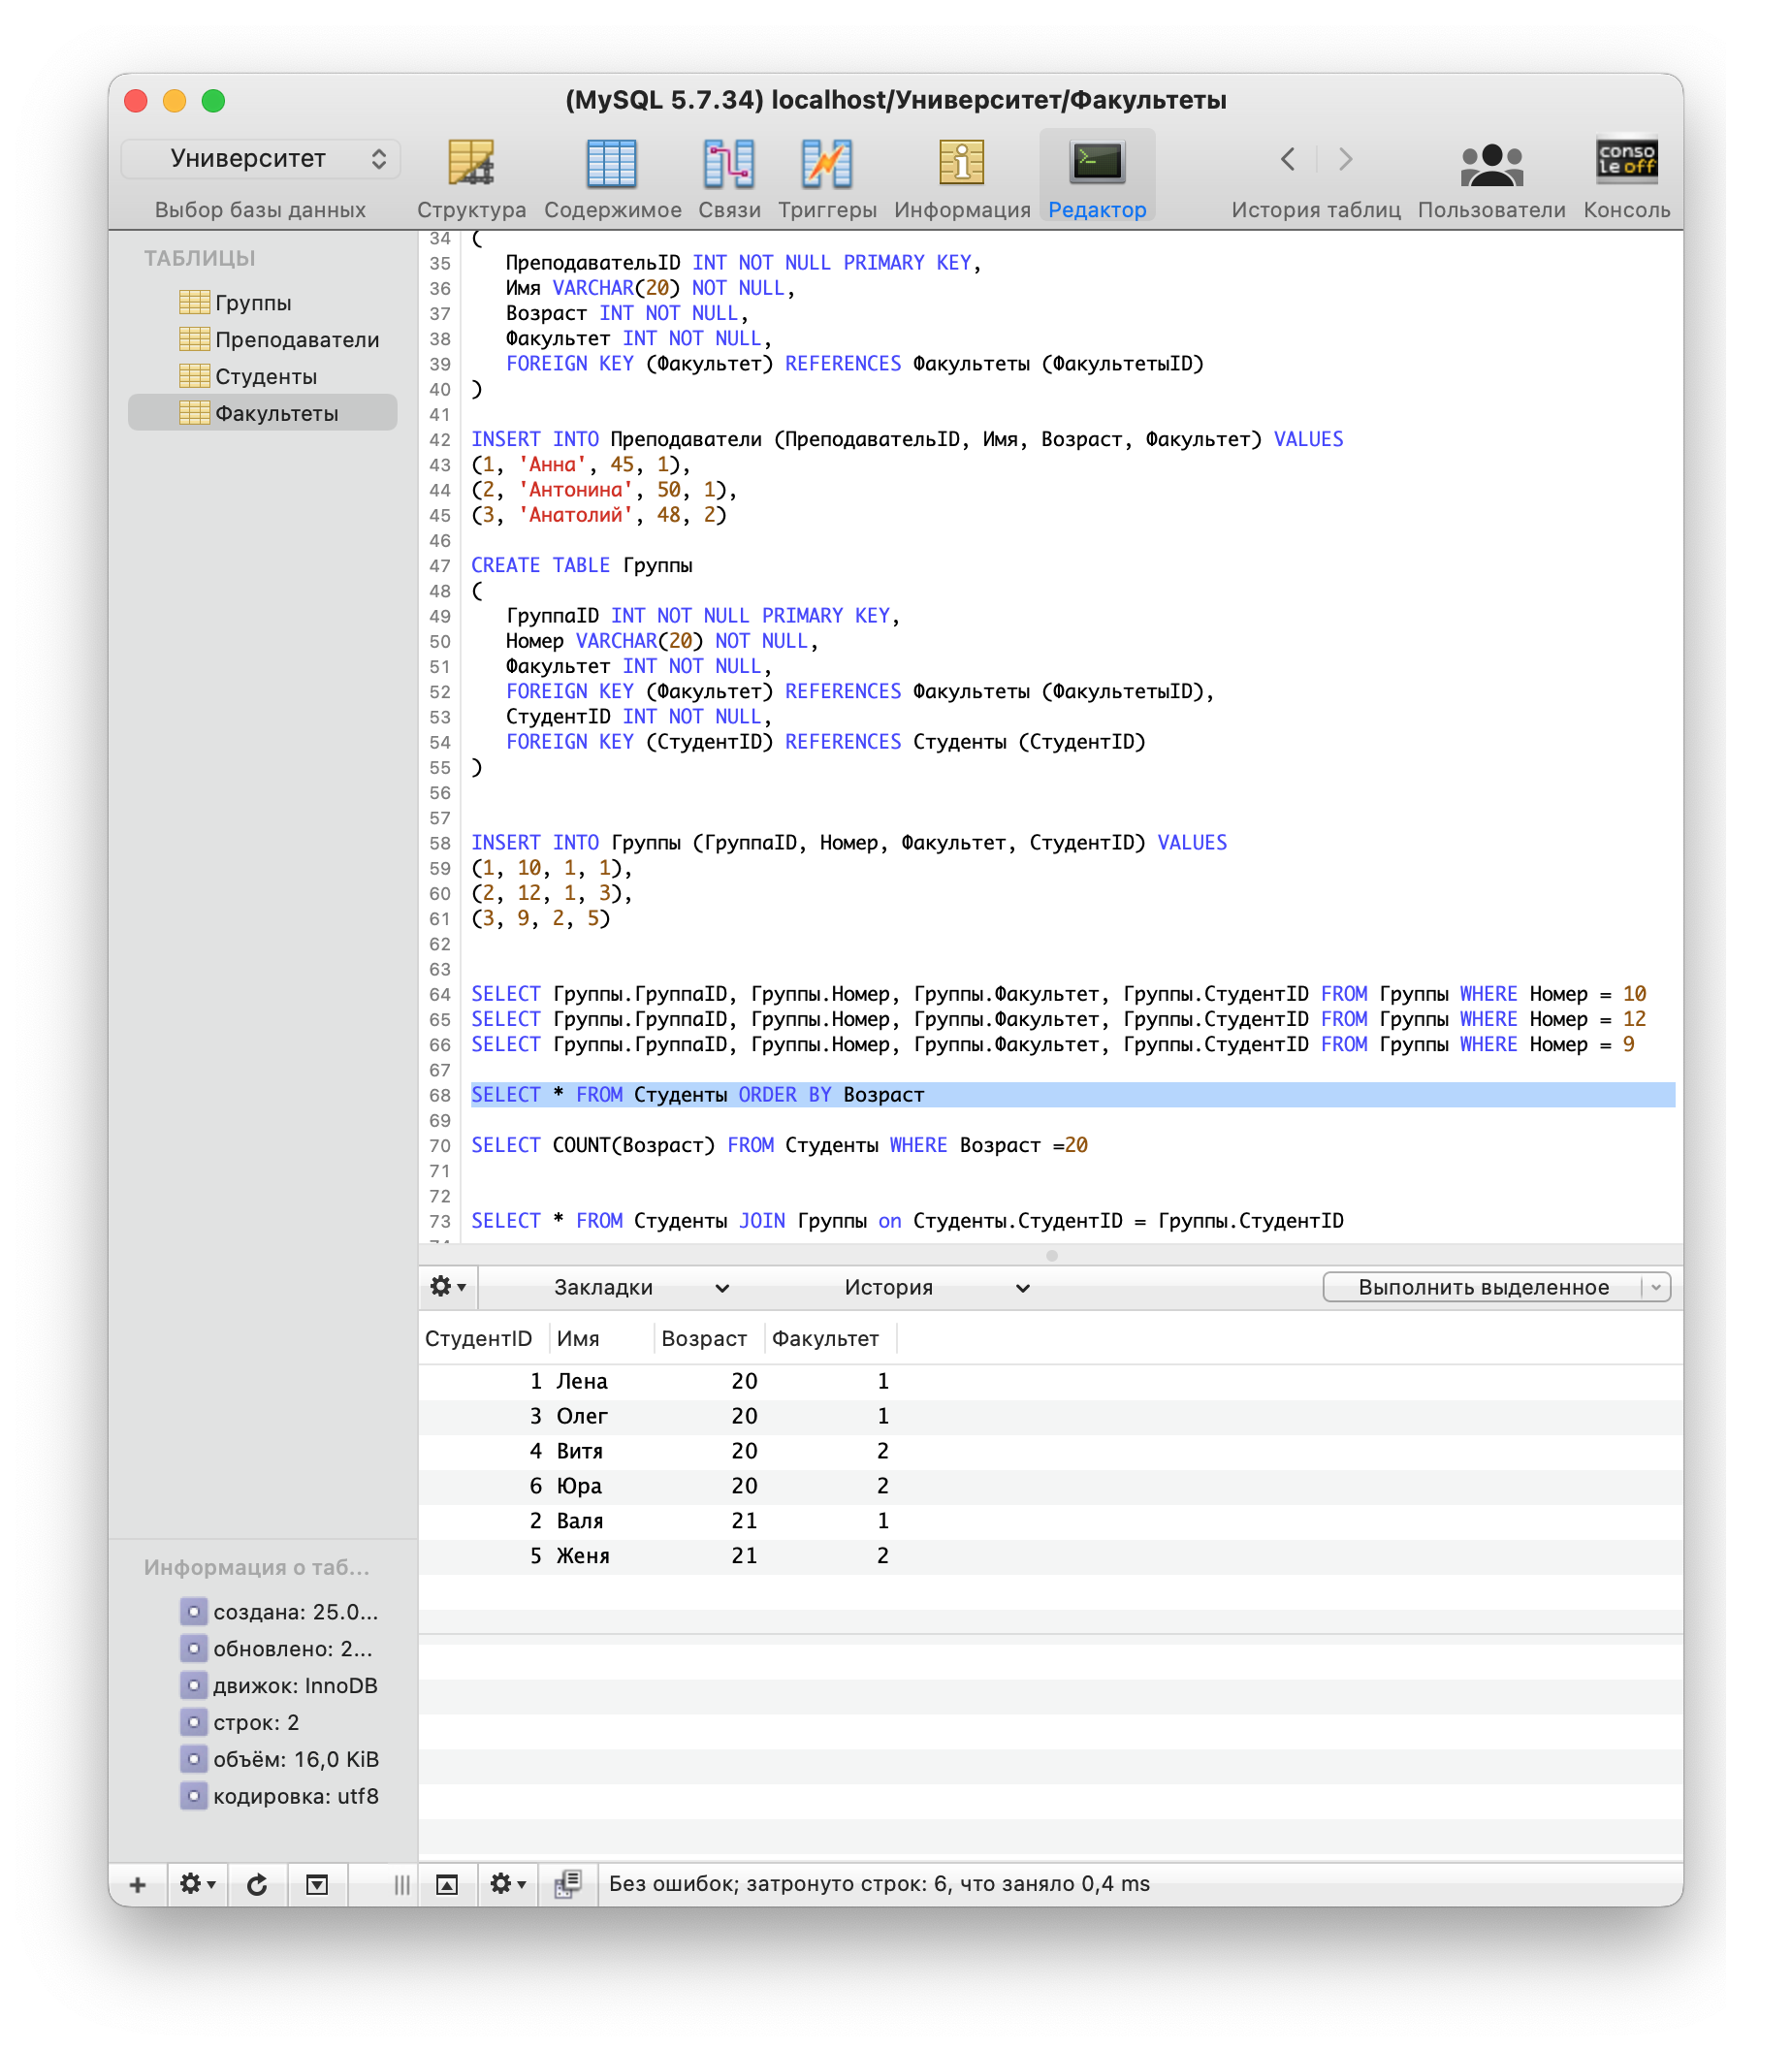 (MySQL 5.7.34) localhost/Университет/Факультеты
Университет
conso
le off
Выбор базы данных Структура Содержимое Связи Триггеры Информация Редактор История таблиц Пользователи Консоль
ТАБЛИЦЫ
Группы
Преподаватели
Студенты
Факультеты
34 (
35 ПреподавательID INT NOT NULL PRIMARY KEY,
36 Имя VARCHAR(20) NOT NULL,
37 Возраст INT NOT NULL,
38 Факультет INT NOT NULL,
39 FOREIGN KEY (Факультет) REFERENCES Факультеты (ФакультетыID)
40 )
41
42 INSERT INTO Преподаватели (ПреподавательID, Имя, Возраст, Факультет) VALUES
43 (1, 'Анна', 45, 1),
44 (2, 'Антонина', 50, 1),
45 (3, 'Анатолий', 48, 2)
46
47 CREATE TABLE Группы
48 (
49 ГруппаID INT NOT NULL PRIMARY KEY,
50 Номер VARCHAR(20) NOT NULL,
51 Факультет INT NOT NULL,
52 FOREIGN KEY (Факультет) REFERENCES Факультеты (ФакультетыID),
53 СтудентID INT NOT NULL,
54 FOREIGN KEY (СтудентID) REFERENCES Студенты (СтудентID)
55 )
56
57
58 INSERT INTO Группы (ГруппаID, Номер, Факультет, СтудентID) VALUES
59 (1, 10, 1, 1),
60 (2, 12, 1, 3),
61 (3, 9, 2, 5)
62
63
64 SELECT Группы.ГруппаID, Группы.Номер, Группы.Факультет, Группы.СтудентID FROM Группы WHERE Номер = 10
65 SELECT Группы.ГруппаID, Группы.Номер, Группы.Факультет, Группы.СтудентID FROM Группы WHERE Номер = 12
66 SELECT Группы.ГруппаID, Группы.Номер, Группы.Факультет, Группы.СтудентID FROM Группы WHERE Номер = 9
67
68 SELECT * FROM Студенты ORDER BY Возраст
69
70 SELECT COUNT(Возраст) FROM Студенты WHERE Возраст =20
71
72
73 SELECT * FROM Студенты JOIN Группы on Студенты.СтудентID = Группы.СтудентID
Закладки История Выполнить выделенное
СтудентID Имя Возраст Факультет
1 Лена 20 1
3 Олег 20 1
4 Витя 20 2
6 Юра 20 2
2 Валя 21 1
5 Женя 21 2
Информация о таб...
создана: 25.0...
обновлено: 2...
движок: InnoDB
строк: 2
объём: 16,0 KiB
кодировка: utf8
Без ошибок; затронуто строк: 6, что заняло 0,4 ms